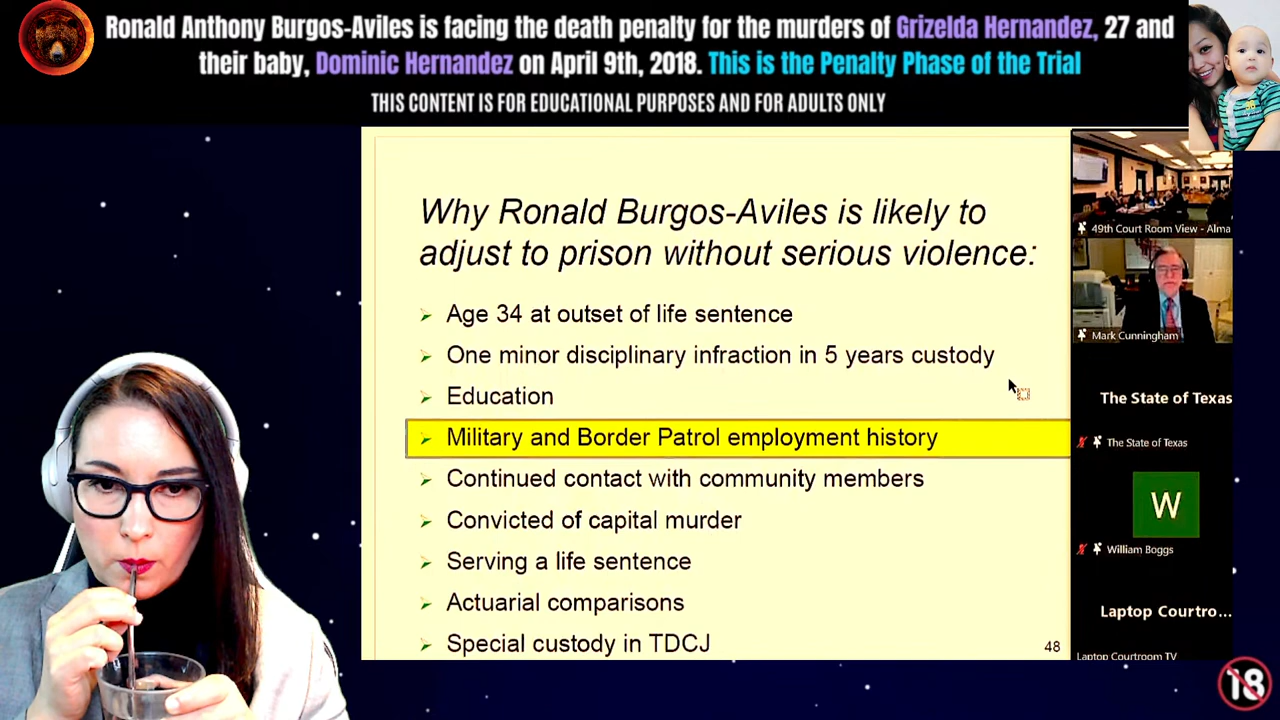 Ronald Anthony Burgos-Aviles is facing the death penalty for the murders of Grizelda Hernandez, 27 and
their baby, Dominic Hernandez on April 9th, 2018. This is the Penalty Phase of the Trial
THIS CONTENT IS FOR EDUCATIONAL PURPOSES AND FOR ADULTS ONLY
Why Ronald Burgos-Aviles is likely to
adjust to prison without serious violence:
Age 34 at outset of life sentence
One minor disciplinary infraction in 5 years custody
Education
Military and Border Patrol employment history
Continued contact with community members
Convicted of capital murder
Serving a life sentence
Actuarial comparisons
Special custody in TDCJ
48
49th Court Room View - Alma
Mark Cunningham
The State of Texas
The State of Texas
W
William Boggs
Laptop Courtro...
Laptop Courtroom TV
18